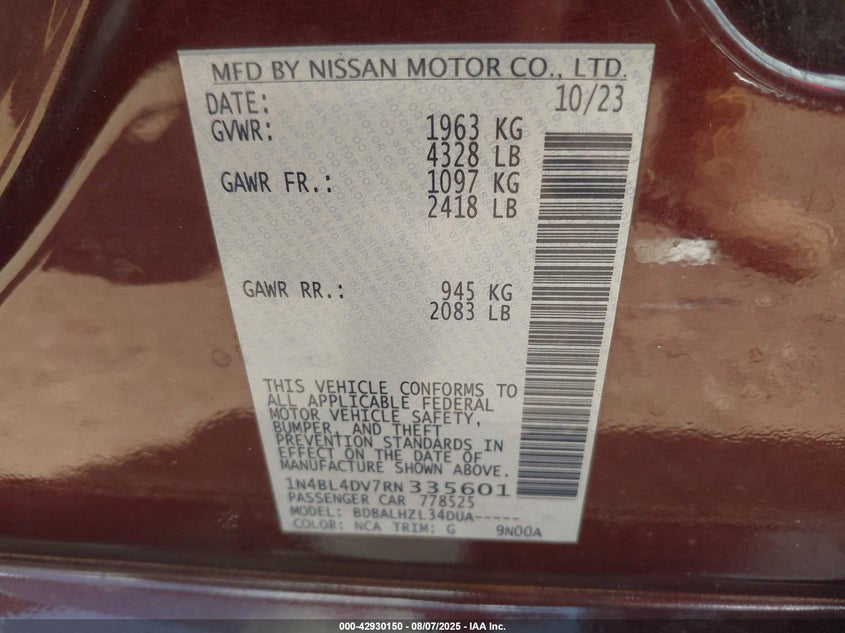 MFD BY NISSAN MOTOR CO., LTD.
DATE: 10/23
GVWR: 1963 KG
4328 LB
GAWR FR.: 1097 KG
2418 LB
GAWR RR.: 945 KG
2083 LB
THIS VEHICLE CONFORMS TO
ALL APPLICABLE FEDERAL
MOTOR VEHICLE SAFETY,
BUMPER, AND THEFT
PREVENTION STANDARDS IN
EFFECT ON THE DATE OF
MANUFACTURE SHOWN ABOVE.
1N4BL4DV7RN335601
PASSENGER CAR 778525
MODEL: BDBALHZL34DUA-----
COLOR: NCA TRIM: G 9N00A
000-42930150 - 08/07/2025 - IAA Inc.